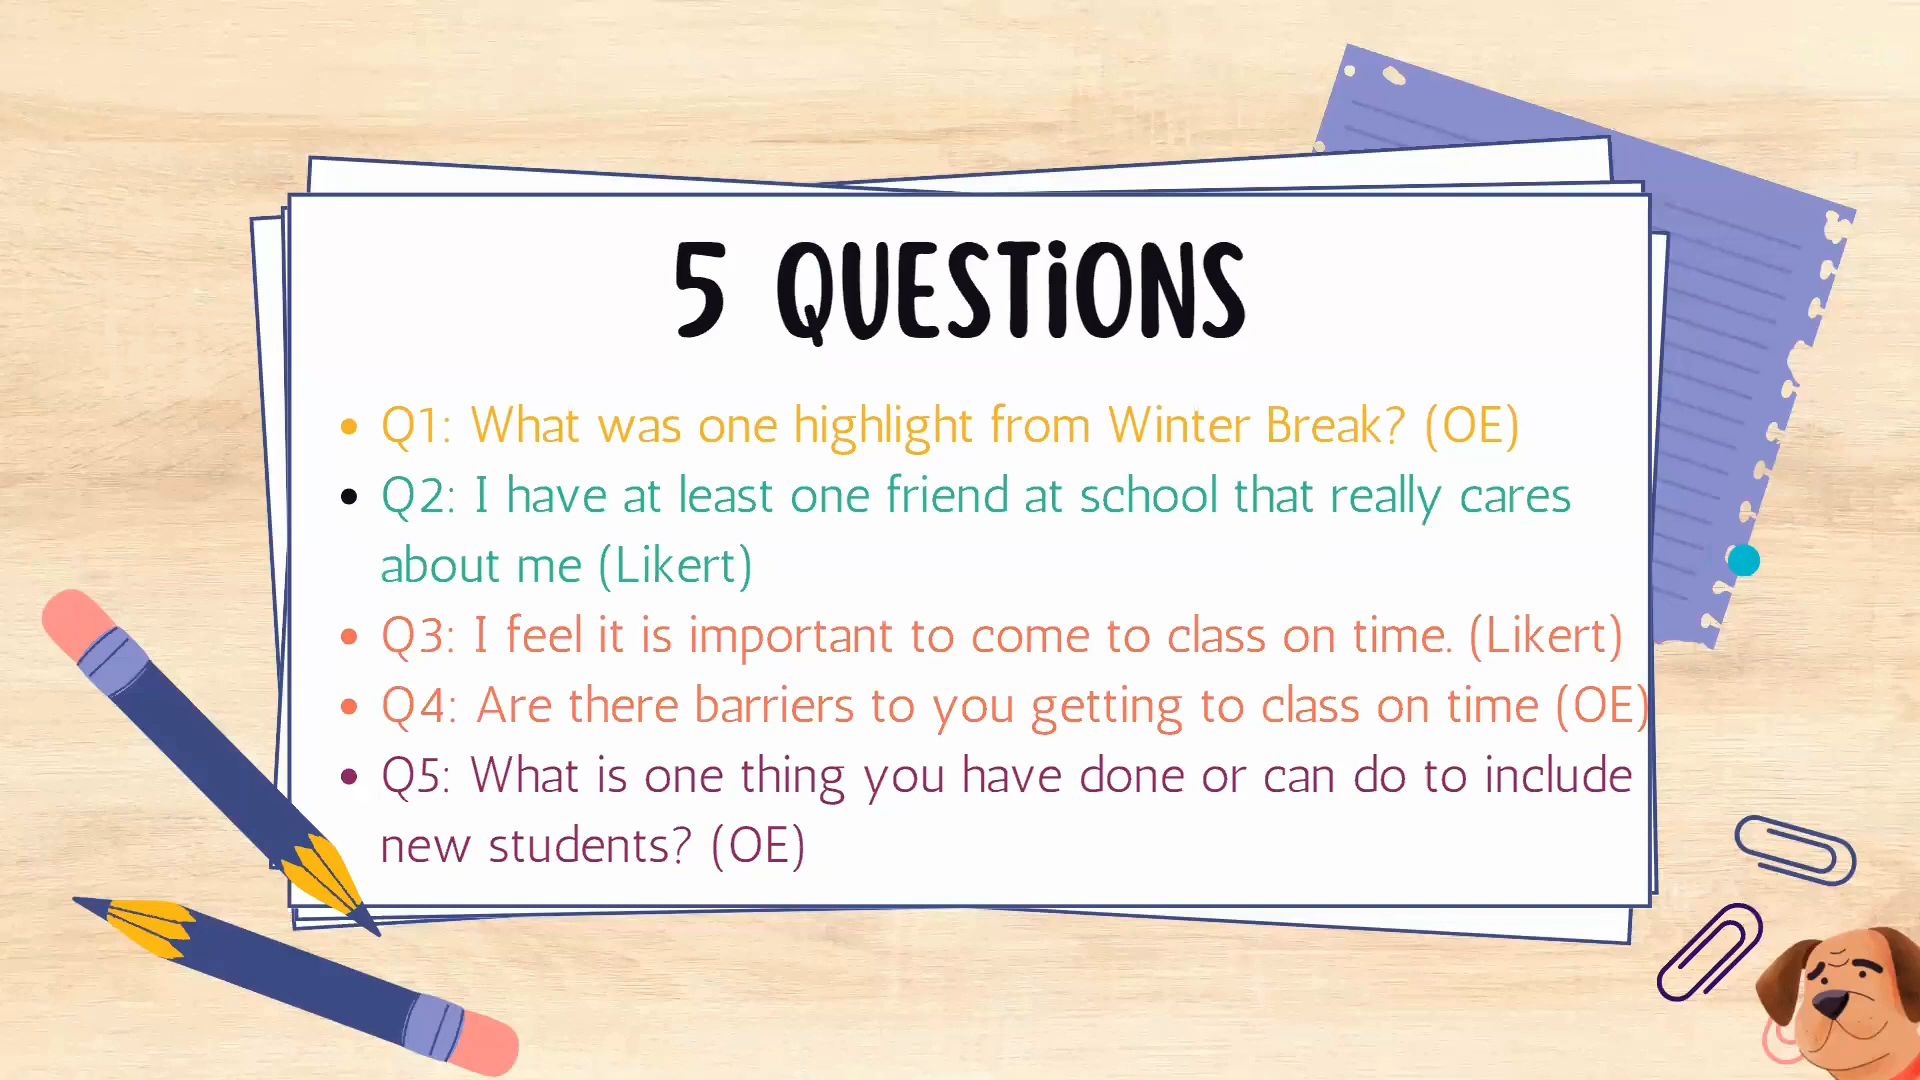 5 QUESTiONS
• Q1: What was one highlight from Winter Break? (OE)
• Q2: I have at least one friend at school that really cares
about me (Likert)
• Q3: I feel it is important to come to class on time. (Likert)
• Q4: Are there barriers to you getting to class on time (OE)
• Q5: What is one thing you have done or can do to include
new students? (OE)